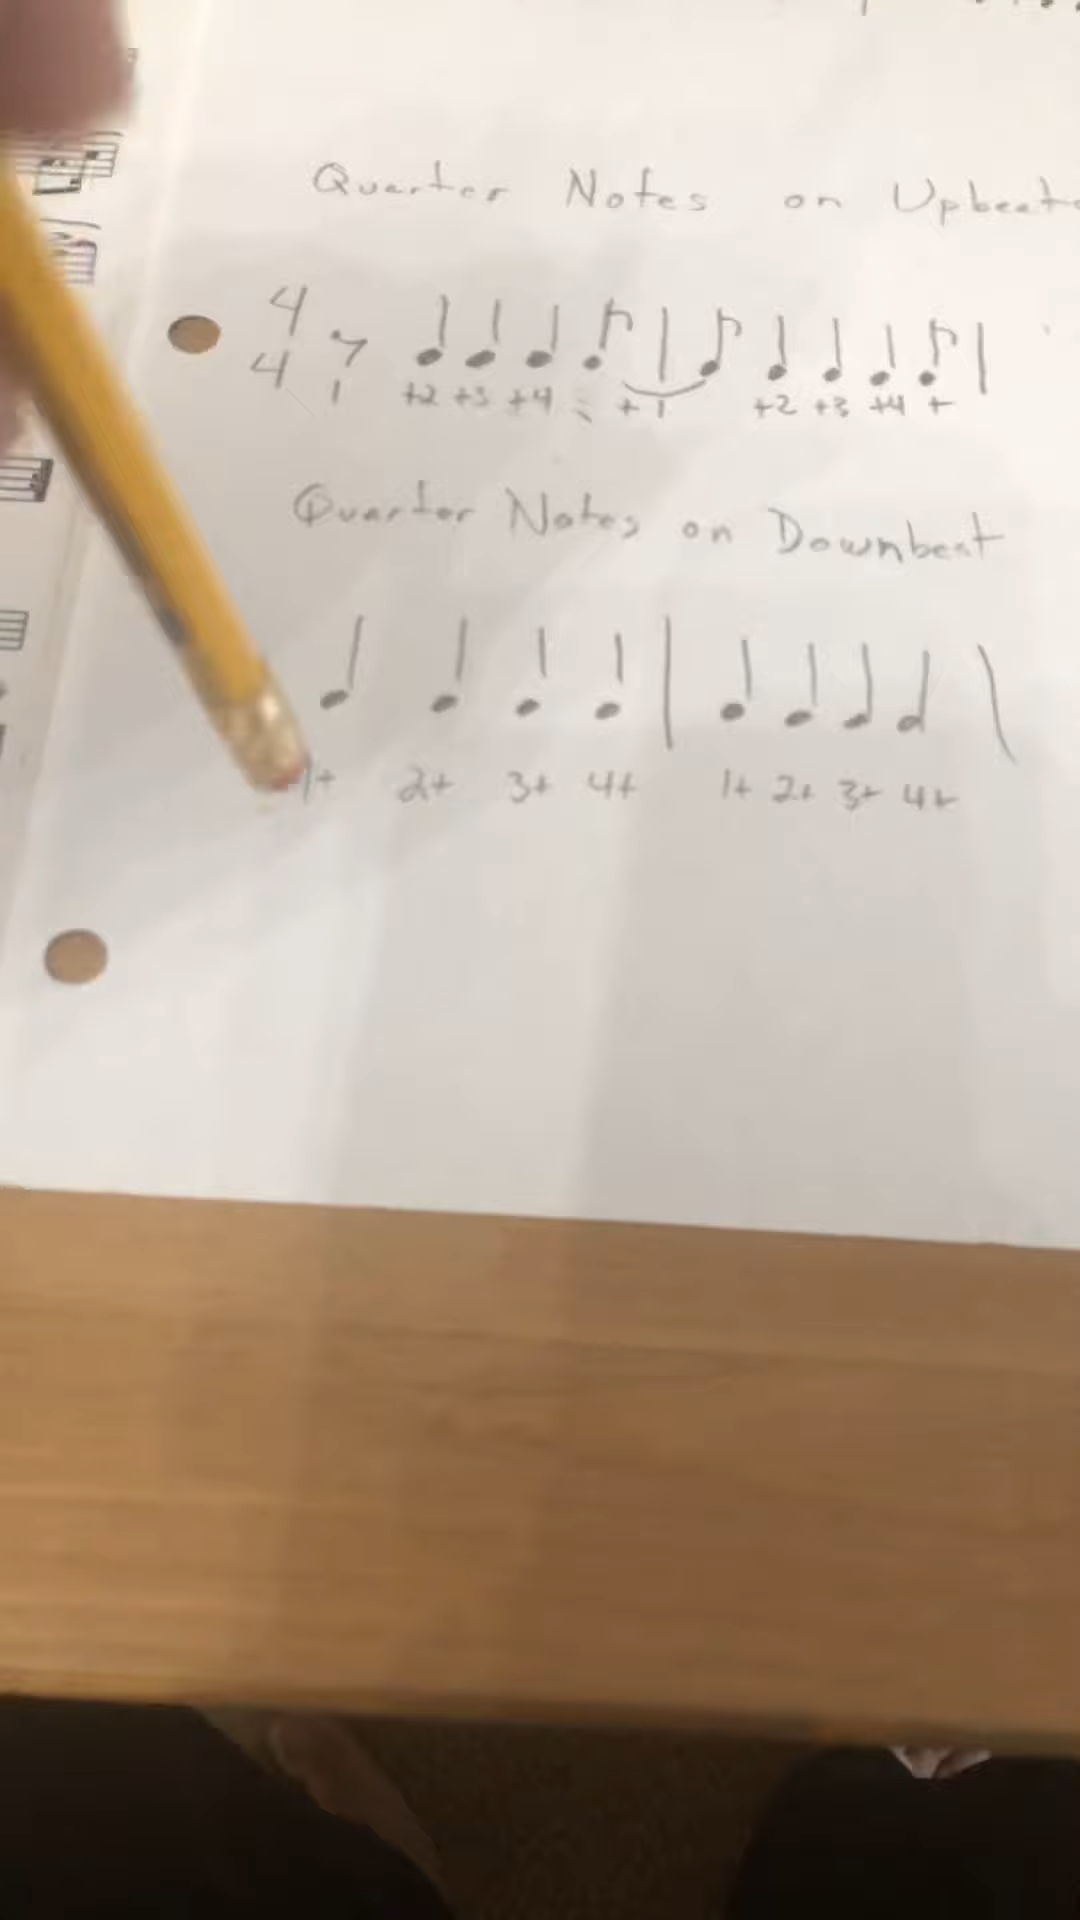 Quarter Notes on Upbeat
4
4
1 +2 +3 +4 + 1 +2 +3 +4 +
Quarter Notes on Downbeat
1+ 2+ 3+ 4+ 1+ 2+ 3+ 4+